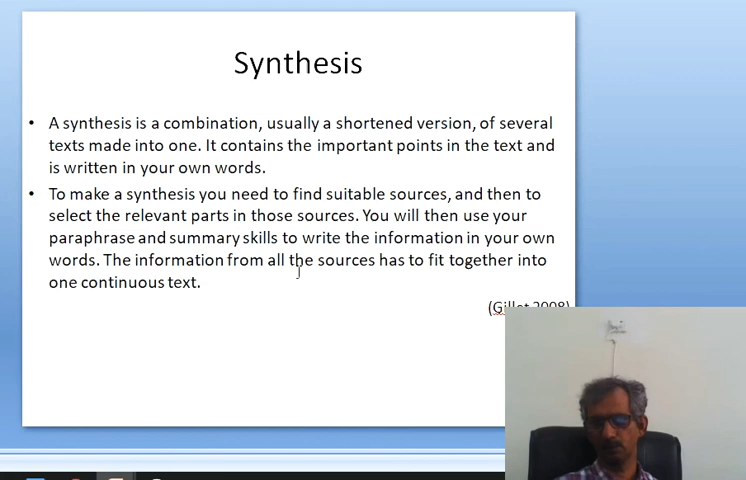 Synthesis
• A synthesis is a combination, usually a shortened version, of several
texts made into one. It contains the important points in the text and
is written in your own words.
• To make a synthesis you need to find suitable sources, and then to
select the relevant parts in those sources. You will then use your
paraphrase and summary skills to write the information in your own
words. The information from all the sources has to fit together into
one continuous text.
(Gillet 2008)